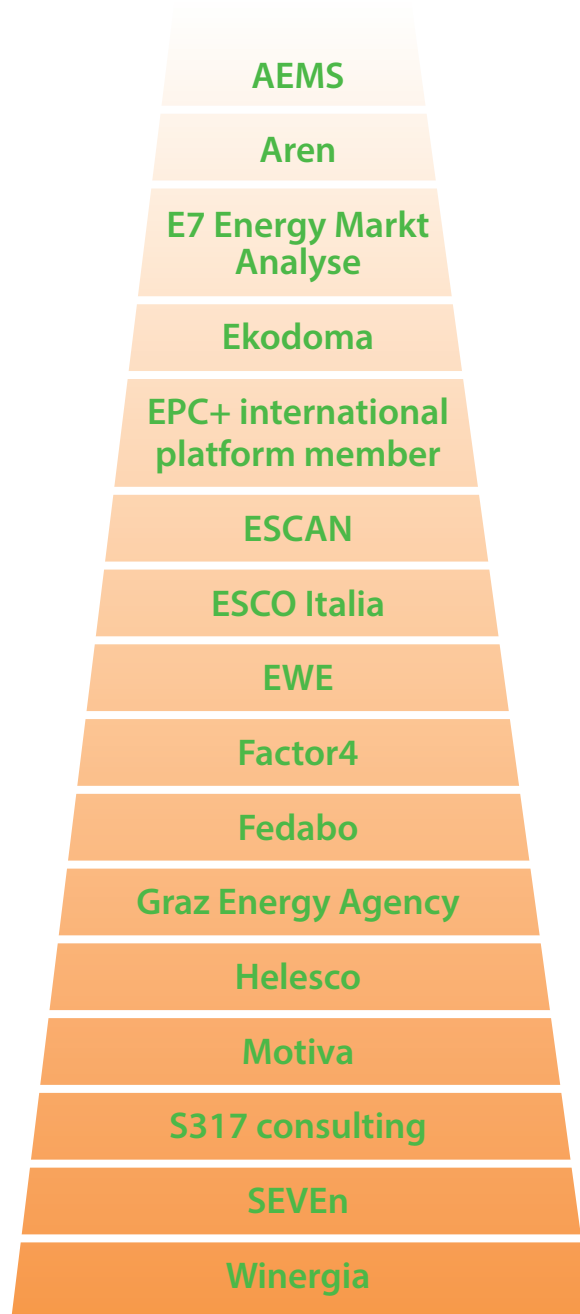 AEMS
Aren
E7 Energy Markt
Analyse
Ekodoma
EPC+ international
platform member
ESCAN
ESCO Italia
EWE
Factor4
Fedabo
Graz Energy Agency
Helesco
Motiva
S317 consulting
SEVEn
Winergia